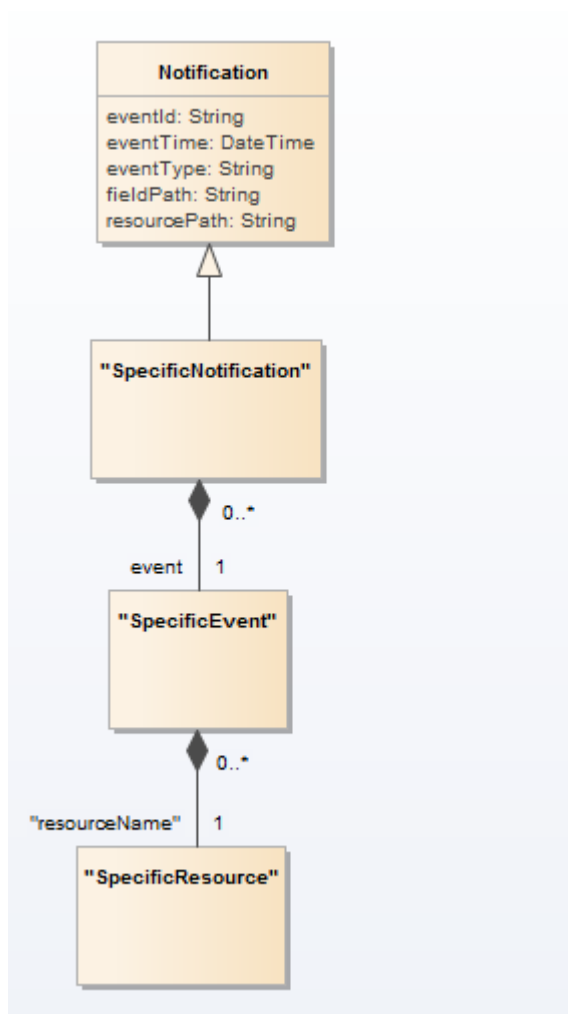 Notification
eventId: String
eventTime: DateTime
eventType: String
fieldPath: String
resourcePath: String
"SpecificNotification"
0..*
event 1
"SpecificEvent"
0..*
"resourceName" 1
"SpecificResource"